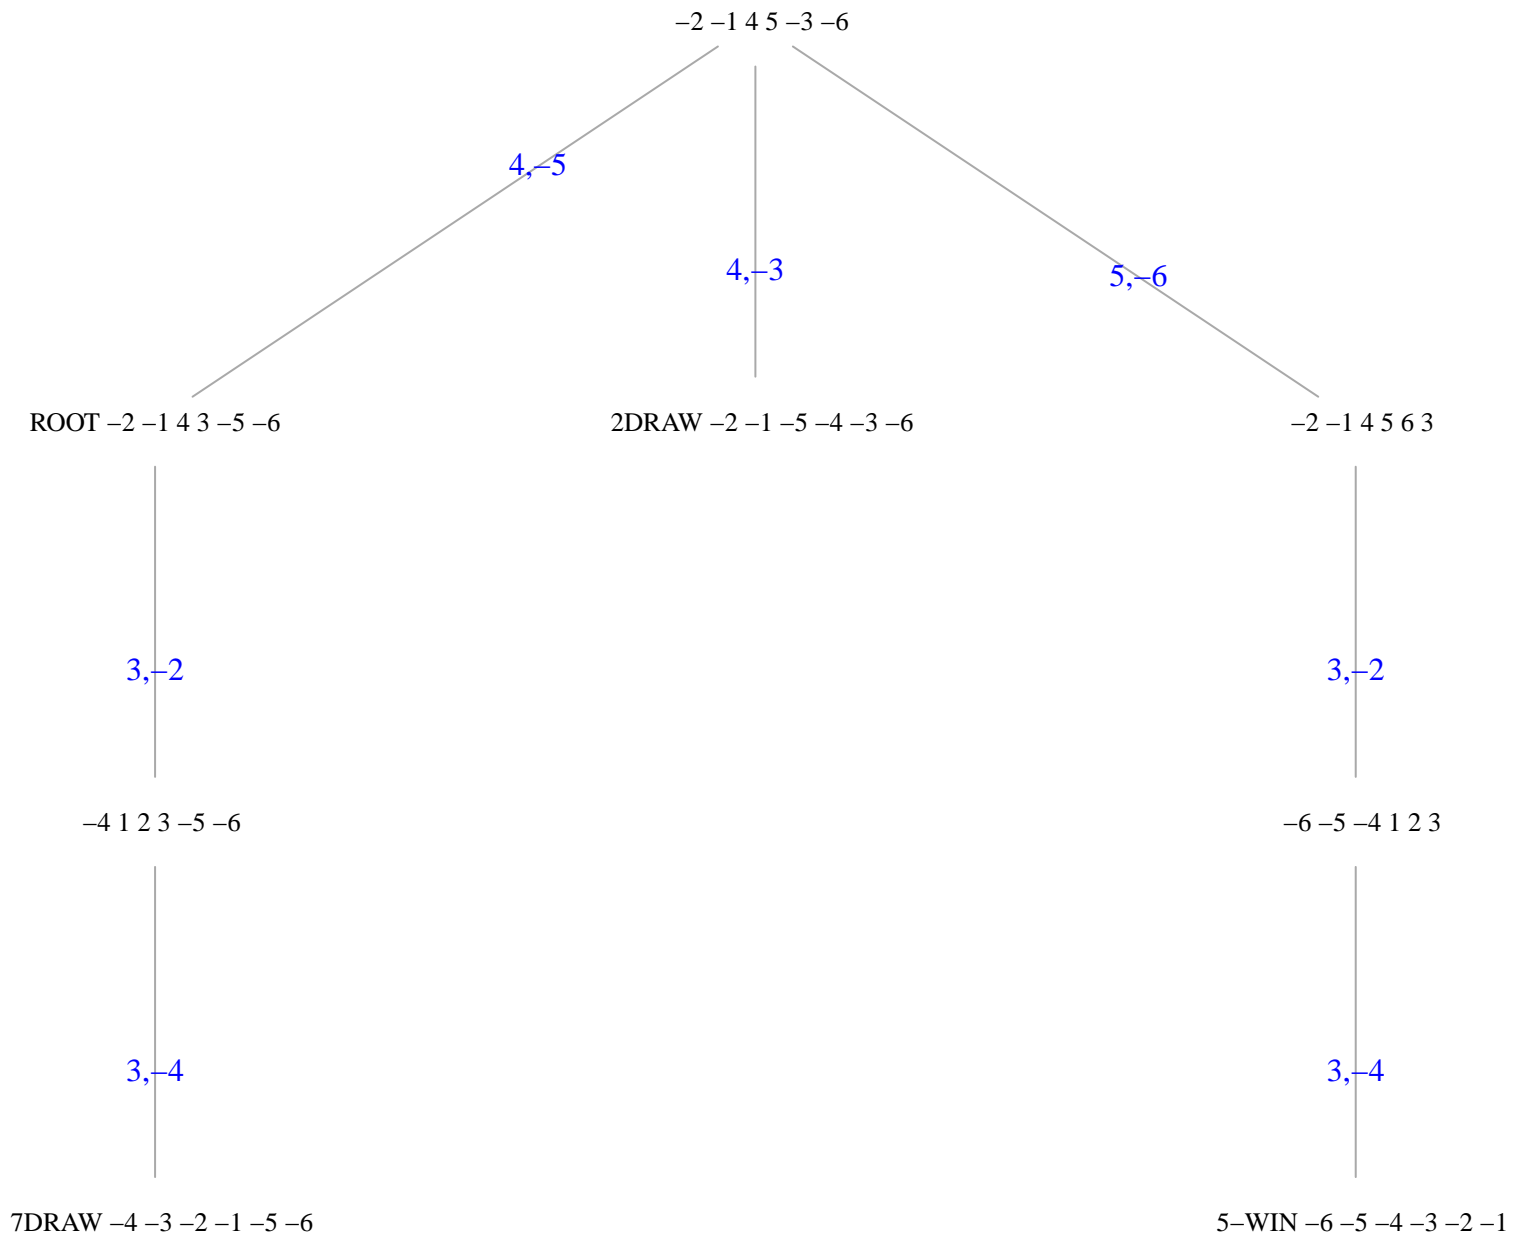 –2 –1 4 5 –3 –6
4,–5
4,–3
5,–6
ROOT –2 –1 4 3 –5 –6
2DRAW –2 –1 –5 –4 –3 –6
–2 –1 4 5 6 3
3,–2
3,–2
–4 1 2 3 –5 –6
–6 –5 –4 1 2 3
3,–4
3,–4
7DRAW –4 –3 –2 –1 –5 –6
5–WIN –6 –5 –4 –3 –2 –1